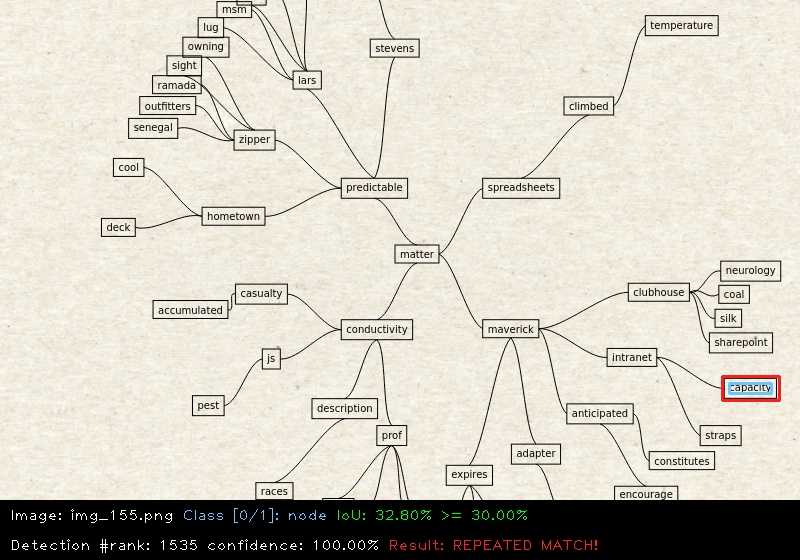 msm
temperature
lug
stevens
owning
sight
lars
ramada
outfitters
climbed
senegal
zipper
cool
predictable
spreadsheets
hometown
deck
matter
neurology
casualty
clubhouse
coal
accumulated
silk
conductivity
maverick
sharepoint
js
intranet
capacity
pest
description
anticipated
prof
straps
adapter
constitutes
expires
races
encourage
Image: img_155.png Class [0/1]: node IoU: 32.80% >= 30.00%
Detection #rank: 1535 confidence: 100.00% Result: REPEATED MATCH!